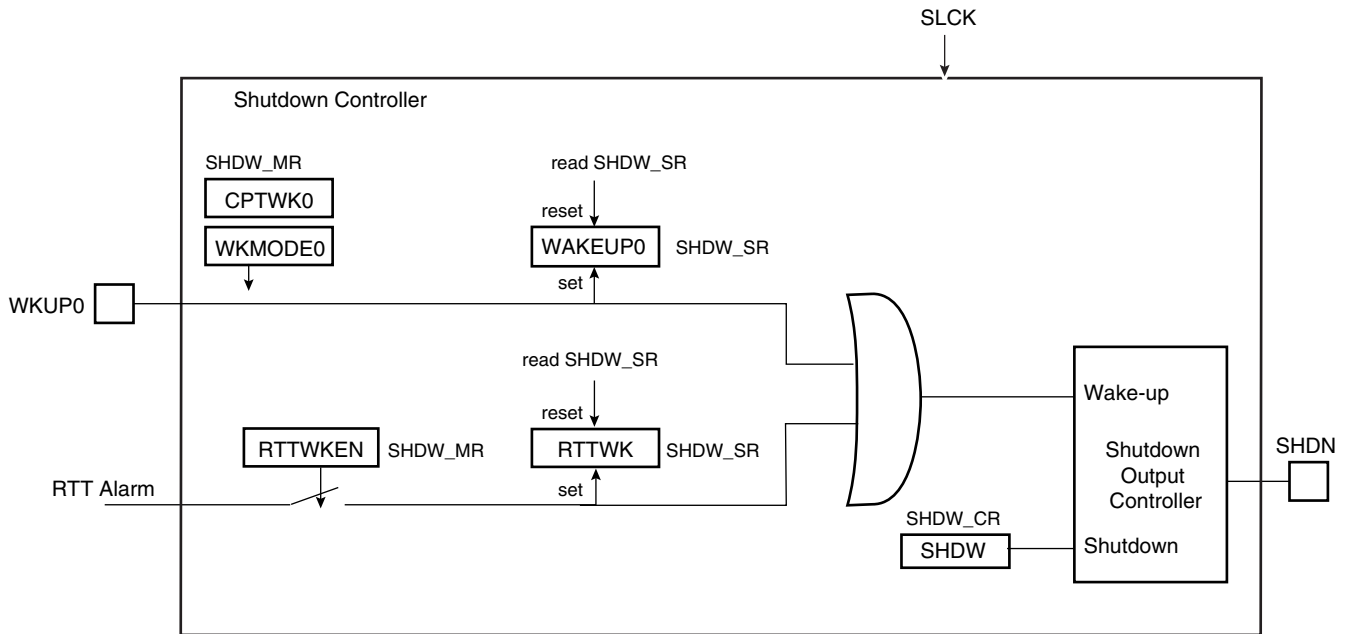 SLCK
Shutdown Controller
SHDW_MR
CPTWK0
WKMODE0
read SHDW_SR
reset
WAKEUP0
SHDW_SR
set
WKUP0
read SHDW_SR
reset
RTTWKEN
SHDW_MR
RTTWK
SHDW_SR
set
RTT Alarm
Wake-up
Shutdown
Output
Controller
SHDN
SHDW_CR
SHDW
Shutdown